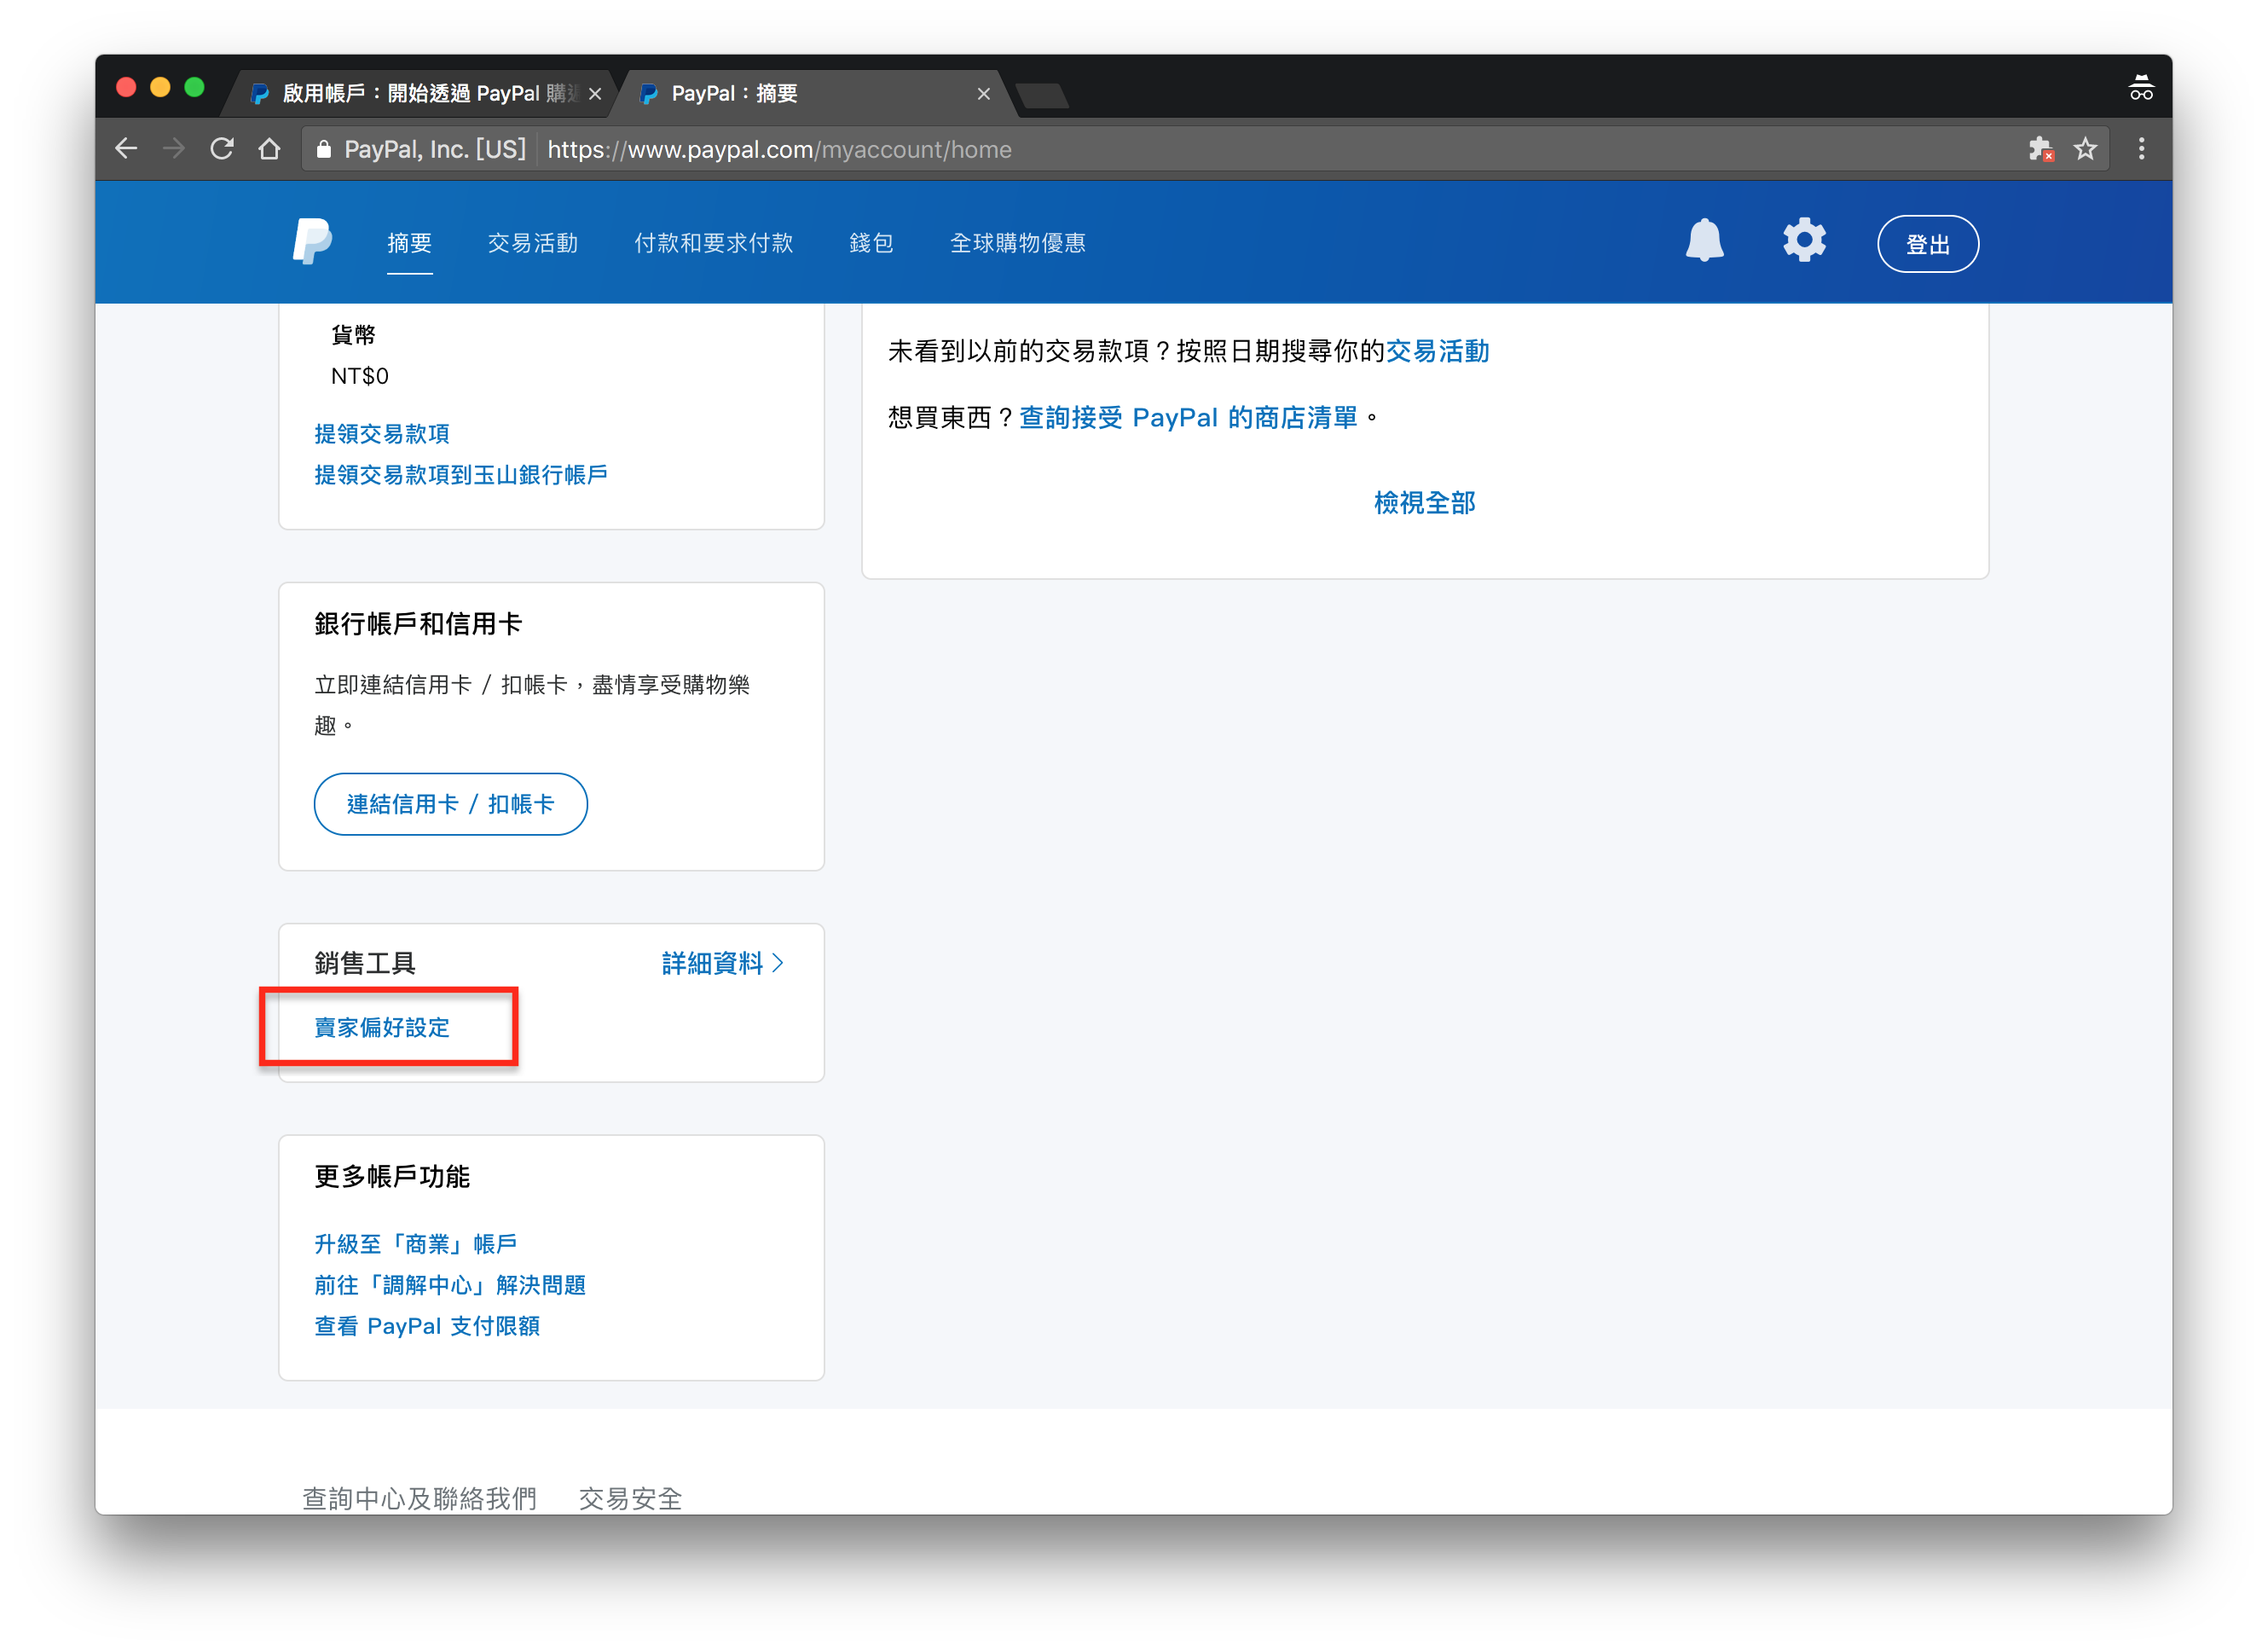 啟用帳戶：開始透過 PayPal 購
PayPal：摘要
PayPal, Inc. [US]
https://www.paypal.com/myaccount/home
摘要
交易活動
付款和要求付款
錢包
全球購物優惠
登出
貨幣
NT$0
提領交易款項
提領交易款項到玉山銀行帳戶
未看到以前的交易款項？按照日期搜尋你的交易活動
想買東西？查詢接受 PayPal 的商店清單。
檢視全部
銀行帳戶和信用卡
立即連結信用卡 / 扣帳卡，盡情享受購物樂
趣。
連結信用卡 / 扣帳卡
銷售工具
詳細資料
賣家偏好設定
更多帳戶功能
升級至「商業」帳戶
前往「調解中心」解決問題
查看 PayPal 支付限額
查詢中心及聯絡我們
交易安全